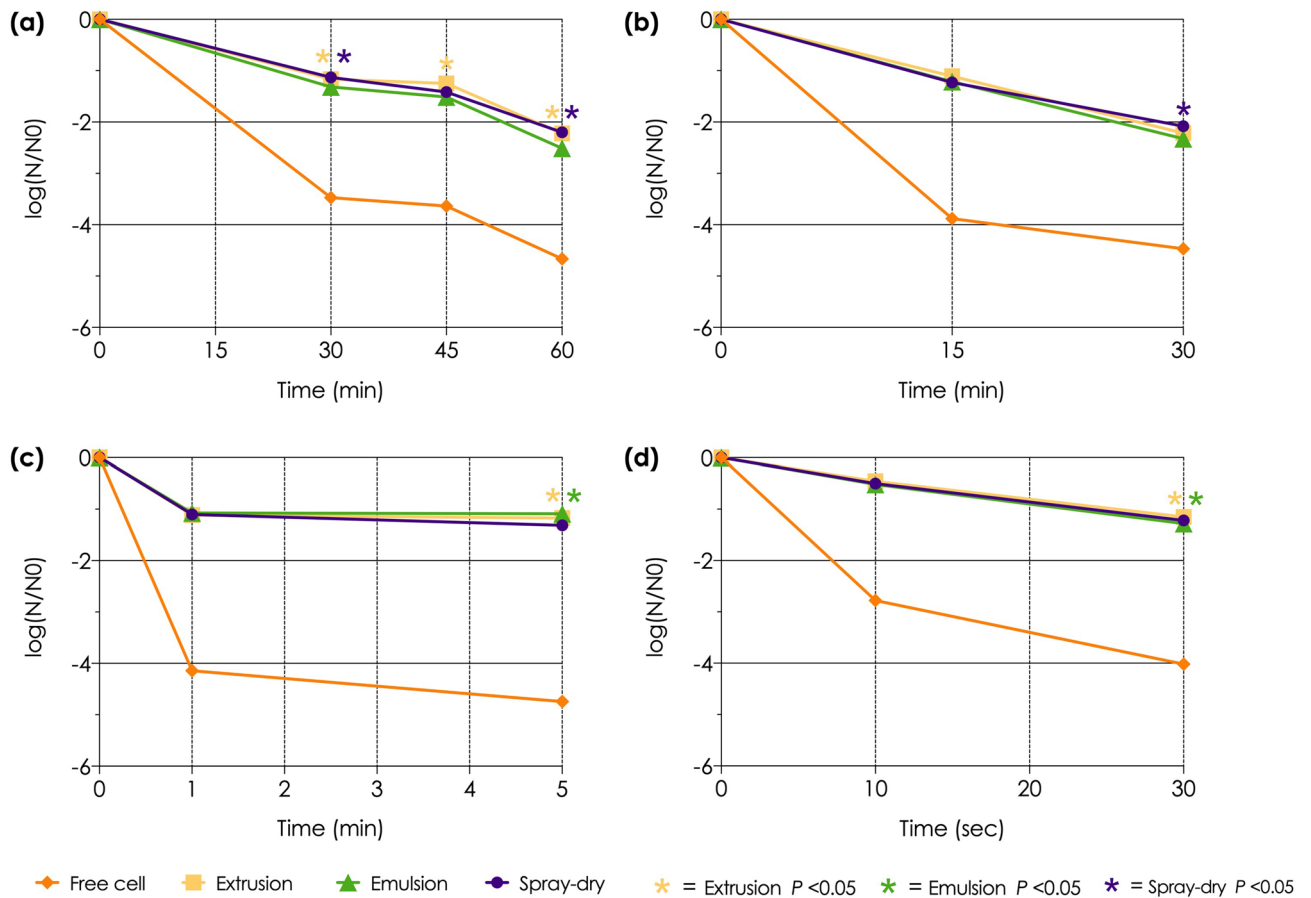 (a)
log(N/N0)
0
-2
-4
-6
0 15 30 45 60
Time (min)
* * * * *
(b)
log(N/N0)
0
-2
-4
-6
0 15 30
Time (min)
*
(c)
log(N/N0)
0
-2
-4
-6
0 1 2 3 4 5
Time (min)
* *
(d)
log(N/N0)
0
-2
-4
-6
0 10 20 30
Time (sec)
* *
Free cell Extrusion Emulsion Spray-dry * = Extrusion P <0.05 * = Emulsion P <0.05 * = Spray-dry P <0.05